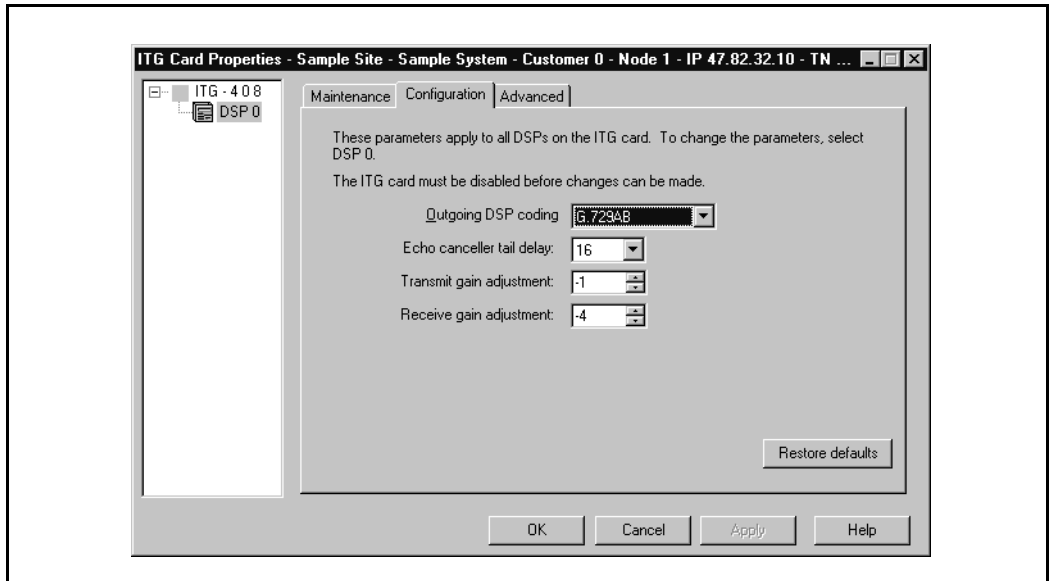 ITG Card Properties - Sample Site - Sample System - Customer 0 - Node 1 - IP 47.82.32.10 - TN ...
ITG - 4 0 8
DSP 0
Maintenance Configuration Advanced
These parameters apply to all DSPs on the ITG card. To change the parameters, select
DSP 0.
The ITG card must be disabled before changes can be made.
Outgoing DSP coding G.729AB
Echo canceller tail delay: 16
Transmit gain adjustment: -1
Receive gain adjustment: -4
Restore defaults
OK Cancel Apply Help